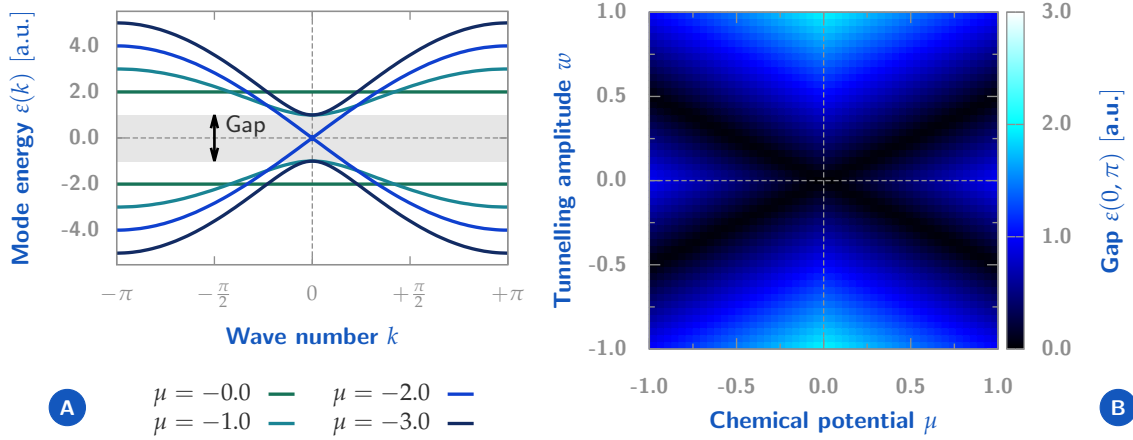 Mode energy ε(k) [a.u.]
4.0
2.0
0.0
-2.0
-4.0
Gap
−π
−π/2
0
+π/2
+π
Wave number k
A
μ = −0.0
μ = −1.0
μ = −2.0
μ = −3.0
Tunnelling amplitude w
1.0
0.5
0.0
-0.5
-1.0
-1.0
-0.5
0.0
0.5
1.0
Chemical potential μ
3.0
2.0
1.0
0.0
Gap ε(0, π) [a.u.]
B